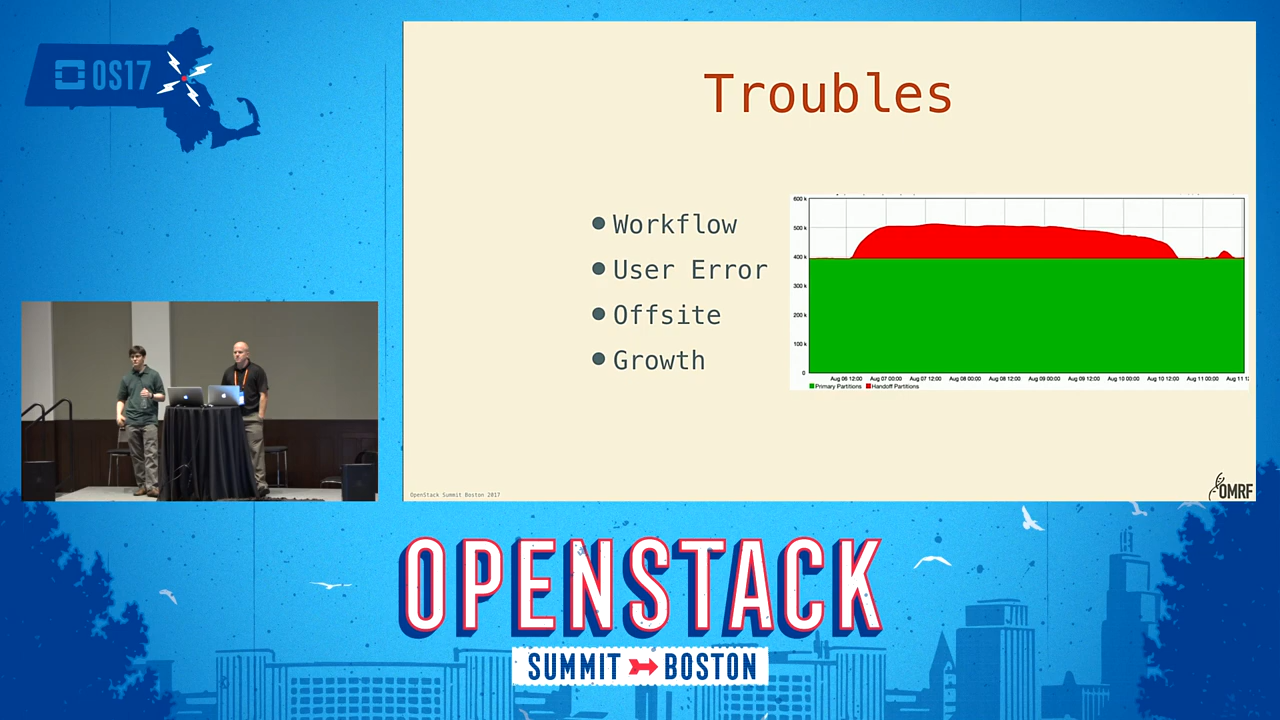 OS17
Troubles
Workflow
User Error
Offsite
Growth
600 k
500 k
400 k
300 k
200 k
100 k
0
Aug 06 12:00 Aug 07 00:00 Aug 07 12:00 Aug 08 00:00 Aug 08 12:00 Aug 09 00:00 Aug 09 12:00 Aug 10 00:00 Aug 10 12:00 Aug 11 00:00 Aug 11 12
Primary Partitions Handoff Partitions
OpenStack Summit Boston 2017
OMRF
OPENSTACK
SUMMIT BOSTON